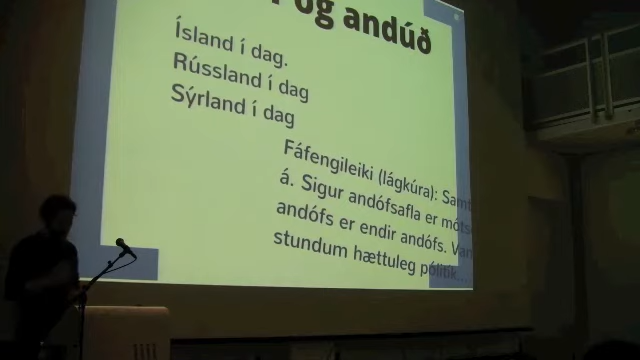 og andúð
Ísland í dag.
Rússland í dag
Sýrland í dag
Fáfengileiki (lágkúra):
á. Sigur andófsafla er
andófs er endir andófs.
stundum hættuleg pólitík...